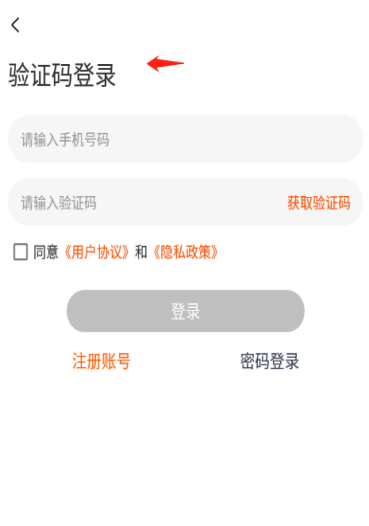 验证码登录
请输入手机号码
请输入验证码 获取验证码
同意《用户协议》和《隐私政策》
登录
注册账号 密码登录